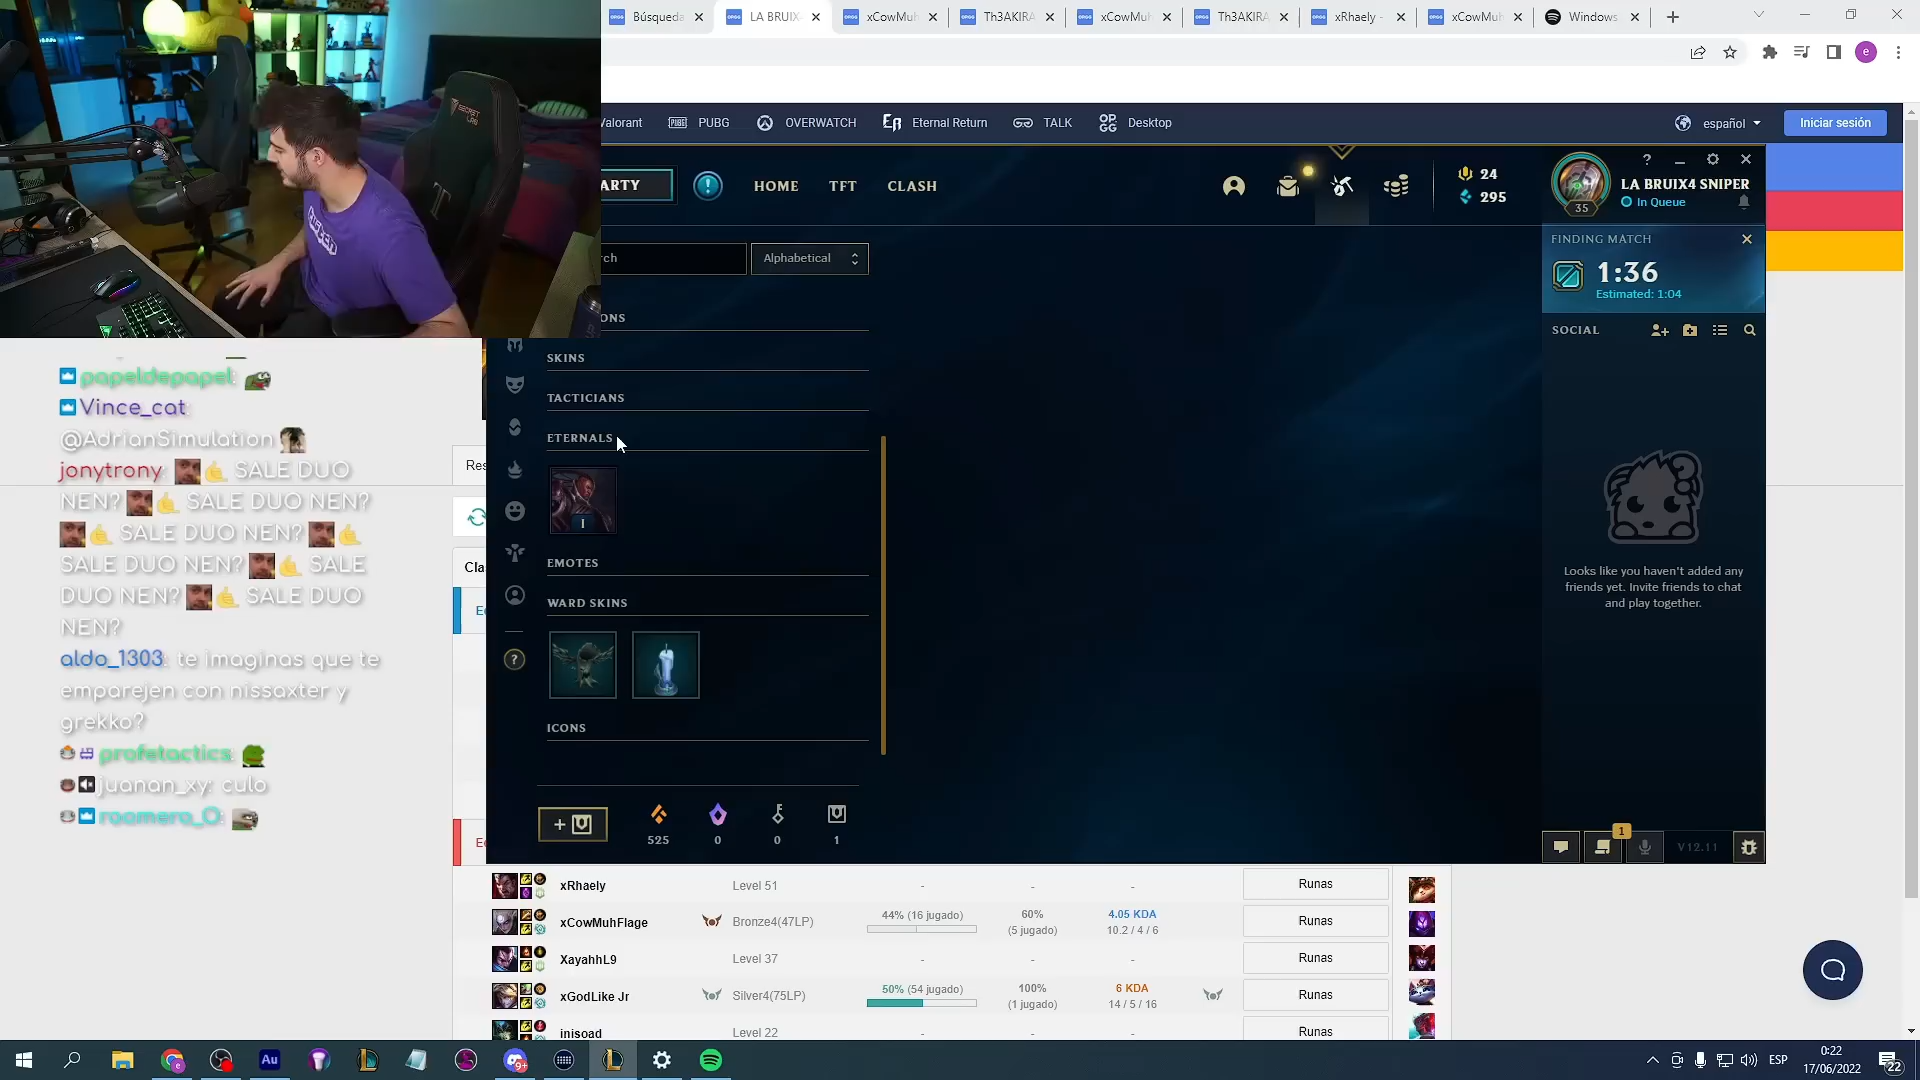 Búsqueda
LA BRUIX4
xCowMuh
Th3AKIRA
xCowMuh
Th3AKIRA
xRhaely -
xCowMuh
Windows
e
Valorant
PUBG
OVERWATCH
Eternal Return
TALK
Desktop
español
Iniciar sesión
ARTY
HOME
TFT
CLASH
24
295
35
LA BRUIX4 SNIPER
In Queue
rch
Alphabetical
FINDING MATCH
1:36
Estimated: 1:04
SOCIAL
ONS
SKINS
TACTICIANS
ETERNALS
I
EMOTES
WARD SKINS
ICONS
525
0
0
1
Looks like you haven't added any
friends yet. Invite friends to chat
and play together.
1
V12.11
papeldepapel:
Vince_cat:
@AdrianSimulation
jonytrony: SALE DUO
NEN? SALE DUO NEN?
SALE DUO NEN?
SALE DUO NEN? SALE
DUO NEN? SALE DUO
NEN?
aldo_1303: te imaginas que te
emparejen con nissaxter y
grekko?
profetactics:
juanan_xy: culo
roomera_O:
Res
Cla
E
E
xRhaely Level 51 - - - Runas
xCowMuhFlage Bronze4(47LP) 44% (16 jugado) 60% (5 jugado) 4.05 KDA 10.2 / 4 / 6 Runas
XayahhL9 Level 37 - - - Runas
xGodLike Jr Silver4(75LP) 50% (54 jugado) 100% (1 jugado) 6 KDA 14 / 5 / 16 Runas
inisoad Level 22 - - - Runas
Au
9+
ESP
0:22
17/06/2022
22